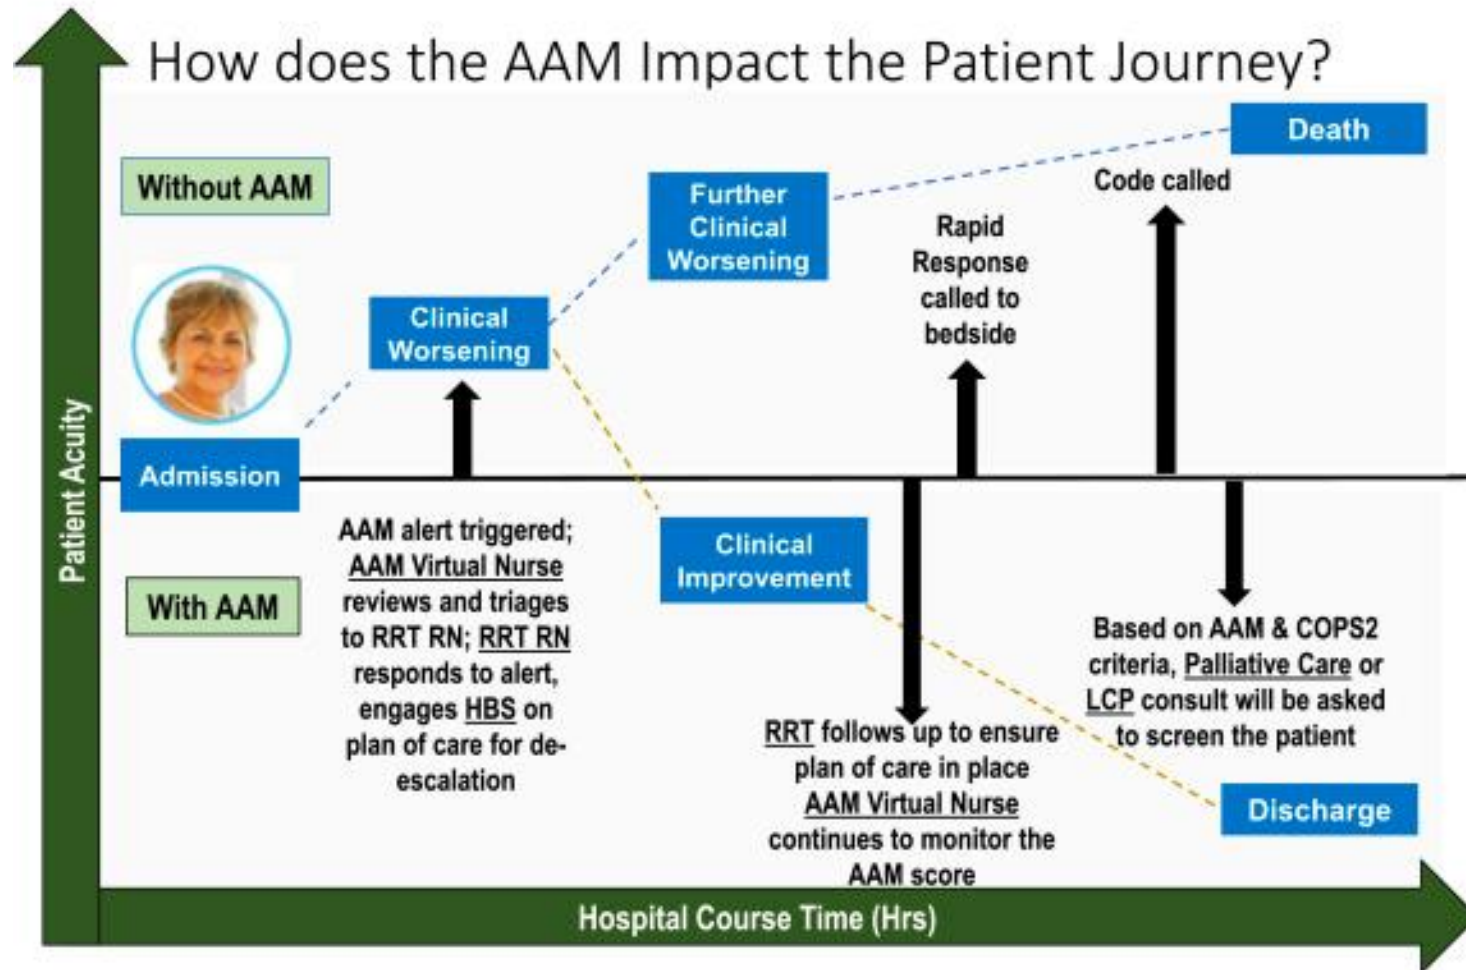 How does the AAM Impact the Patient Journey?
Death
Without AAM
Code called
Further
Clinical
Worsening
Rapid
Response
called to
bedside
Clinical
Worsening
Patient Acuity
Admission
AAM alert triggered;
AAM Virtual Nurse
reviews and triages
to RRT RN; RRT RN
responds to alert,
engages HBS on
plan of care for de-
escalation
Clinical
Improvement
With AAM
Based on AAM & COPS2
criteria, Palliative Care or
LCP consult will be asked
to screen the patient
RRT follows up to ensure
plan of care in place
AAM Virtual Nurse
continues to monitor the
AAM score
Discharge
Hospital Course Time (Hrs)